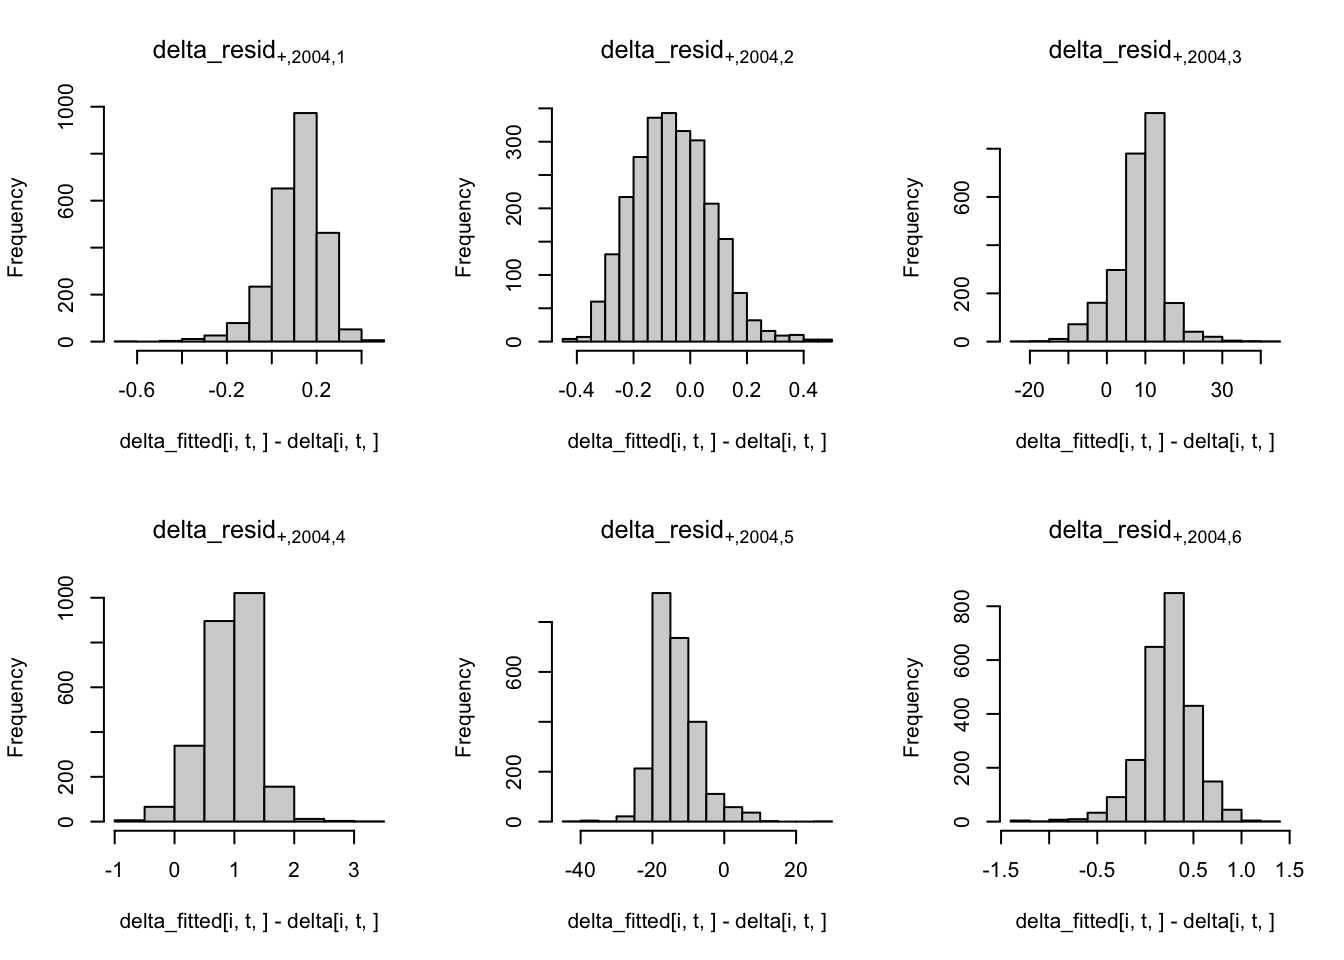 delta_resid+,2004,1
delta_resid+,2004,2
delta_resid+,2004,3
Frequency
0
200
600
1000
-0.6
-0.2
0.2
delta_fitted[i, t, ] - delta[i, t, ]
Frequency
0
100
200
300
-0.4
-0.2
0.0
0.2
0.4
delta_fitted[i, t, ] - delta[i, t, ]
Frequency
0
200
600
-20
0
10
30
delta_fitted[i, t, ] - delta[i, t, ]
delta_resid+,2004,4
delta_resid+,2004,5
delta_resid+,2004,6
Frequency
0
200
600
1000
-1
0
1
2
3
delta_fitted[i, t, ] - delta[i, t, ]
Frequency
0
200
600
-40
-20
0
20
delta_fitted[i, t, ] - delta[i, t, ]
Frequency
0
200
400
600
800
-1.5
-0.5
0.5
1.0
1.5
delta_fitted[i, t, ] - delta[i, t, ]